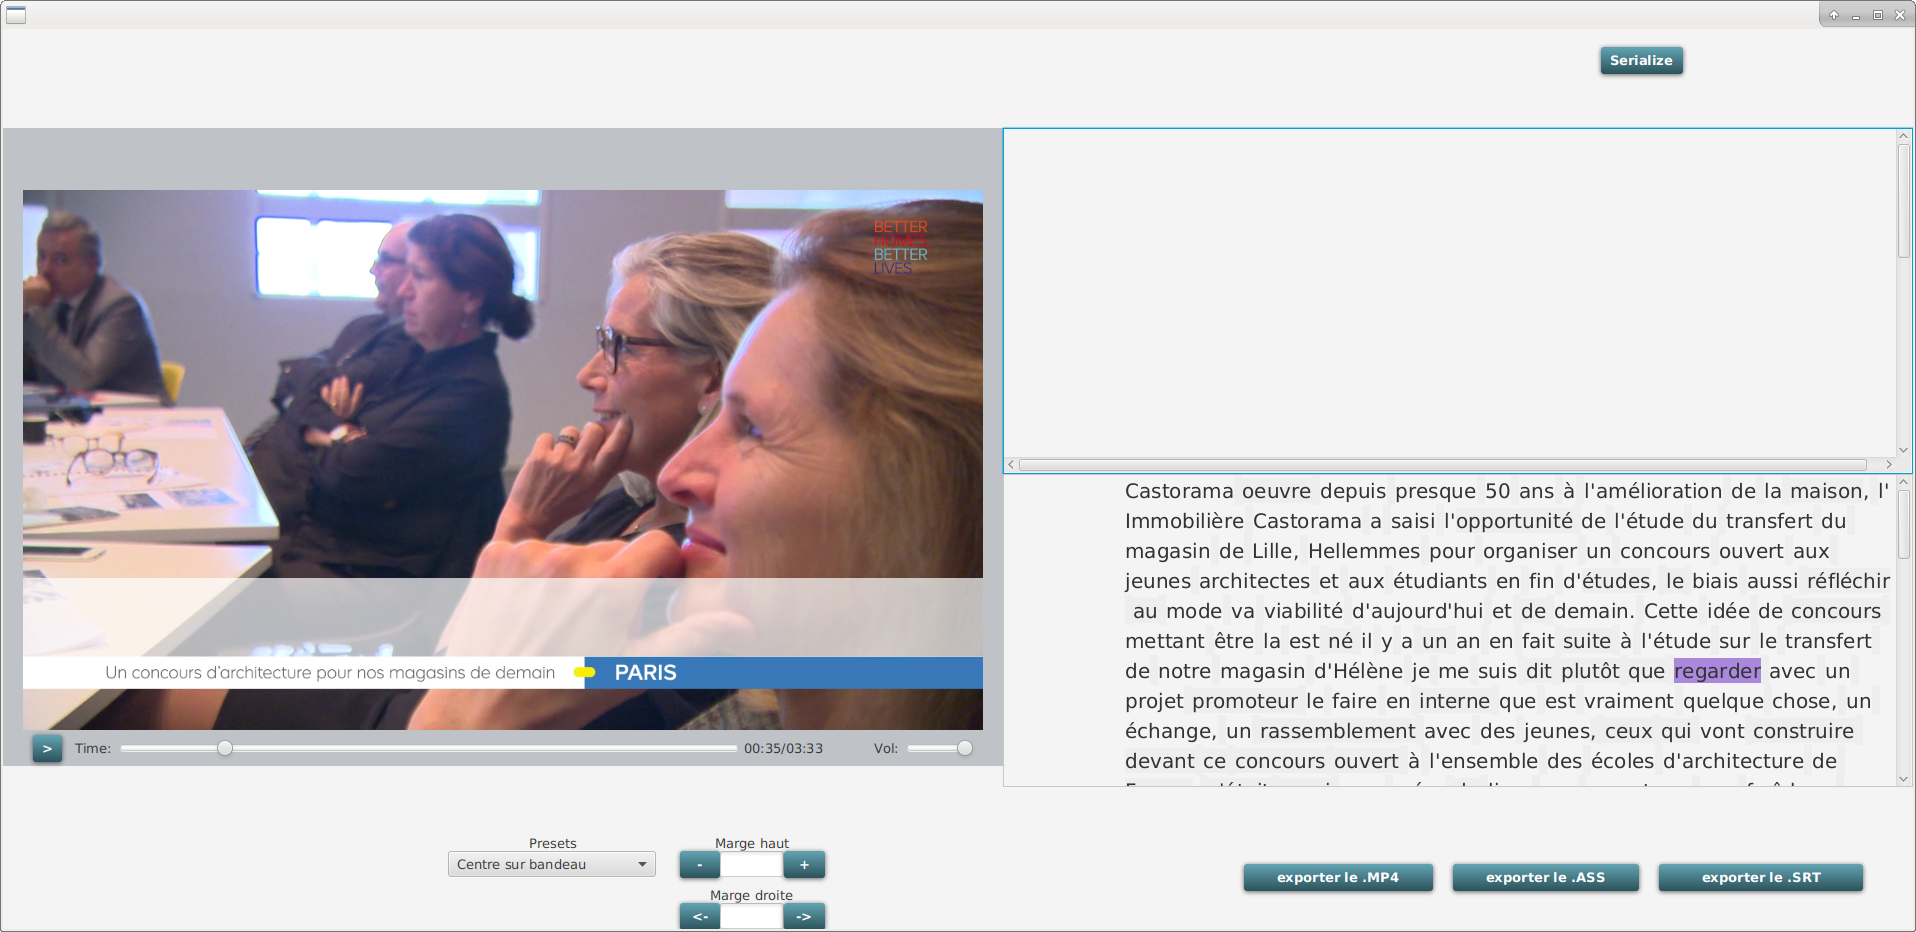 Serialize
BETTER
HOMES,
BETTER
LIVES
Un concours d'architecture pour nos magasins de demain
PARIS
>
Time:
00:35/03:33
Vol:
Castorama oeuvre depuis presque 50 ans à l'amélioration de la maison, l'
Immobilière Castorama a saisi l'opportunité de l'étude du transfert du
magasin de Lille, Hellemmes pour organiser un concours ouvert aux
jeunes architectes et aux étudiants en fin d'études, le biais aussi réfléchir
au mode va viabilité d'aujourd'hui et de demain. Cette idée de concours
mettant être la est né il y a un an en fait suite à l'étude sur le transfert
de notre magasin d'Hélène je me suis dit plutôt que regarder avec un
projet promoteur le faire en interne que est vraiment quelque chose, un
échange, un rassemblement avec des jeunes, ceux qui vont construire
devant ce concours ouvert à l'ensemble des écoles d'architecture de
Presets
Centre sur bandeau
Marge haut
- +
Marge droite
<- ->
exporter le .MP4
exporter le .ASS
exporter le .SRT